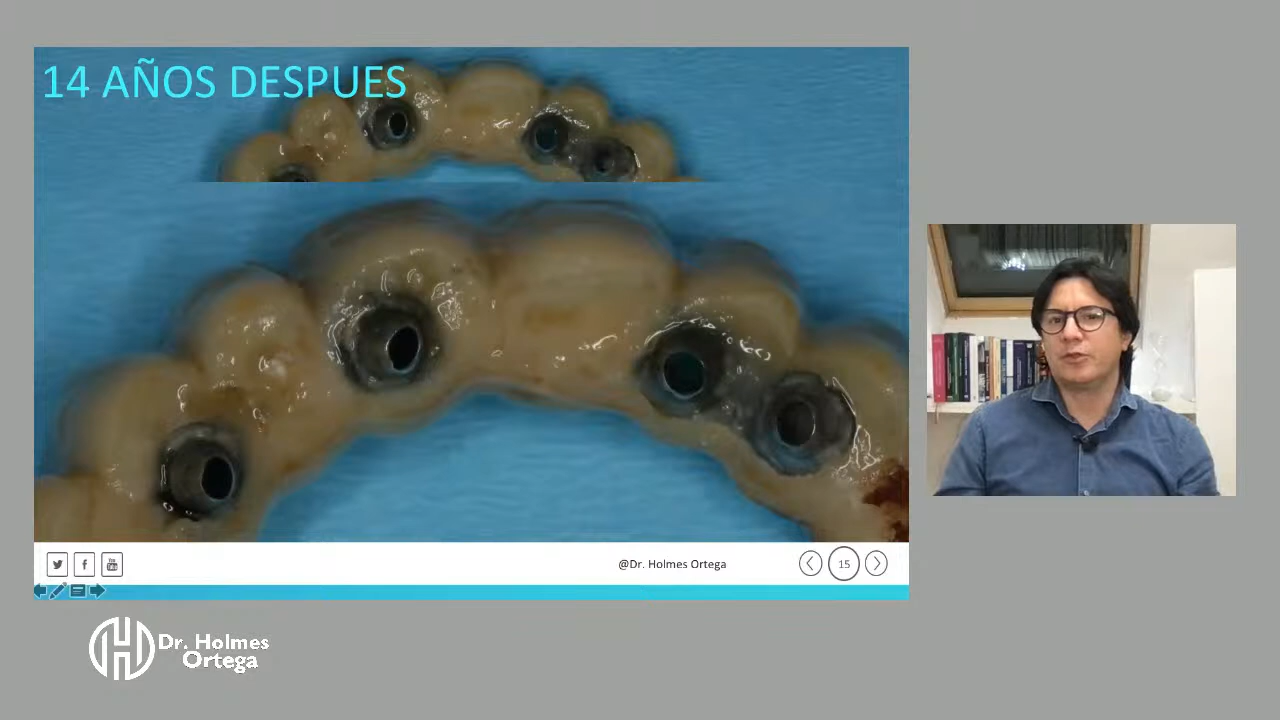 14 AÑOS DESPUES
@Dr. Holmes Ortega
15
Dr. Holmes
Ortega